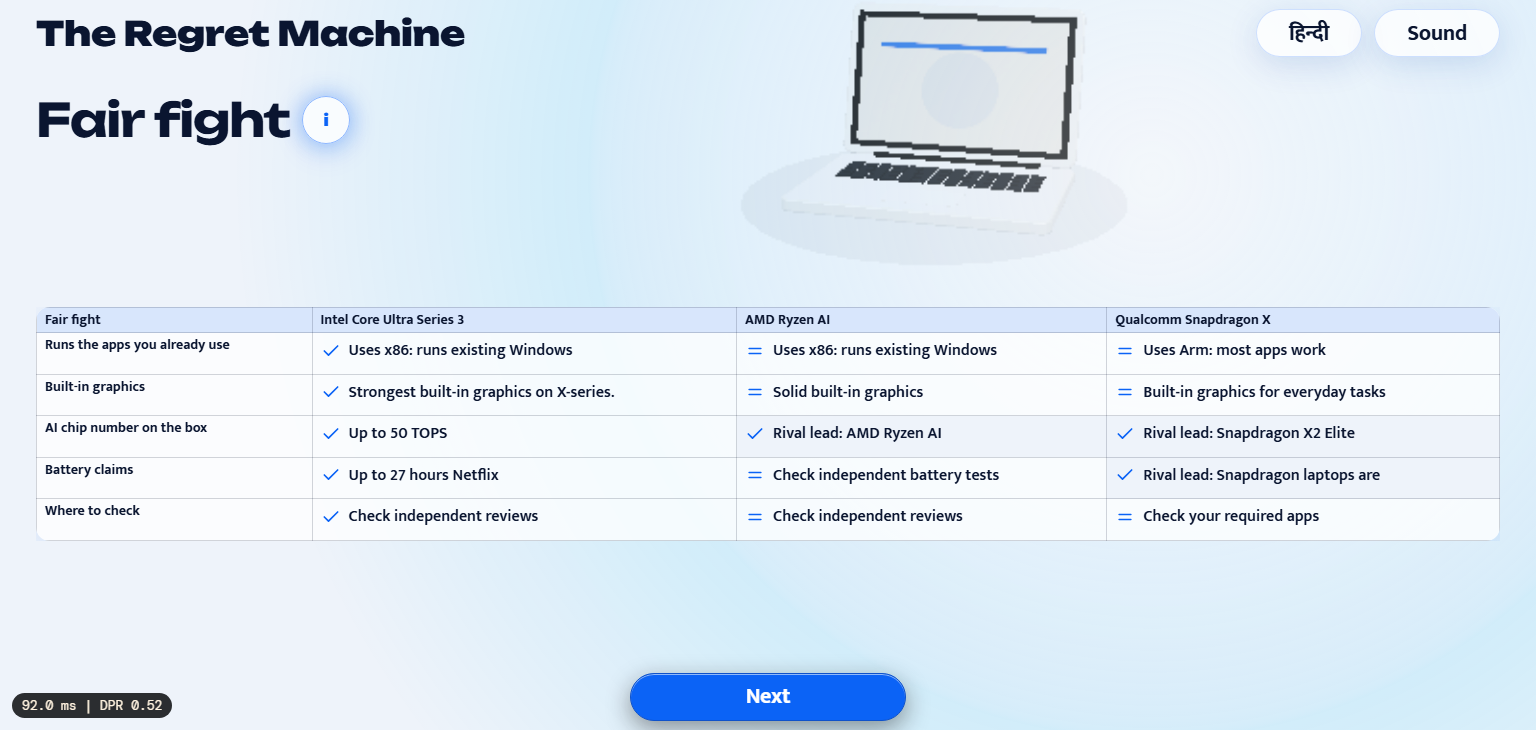 The Regret Machine
हिन्दी
Sound
Fair fight
i
Fair fight
Intel Core Ultra Series 3
AMD Ryzen AI
Qualcomm Snapdragon X
Runs the apps you already use
Uses x86: runs existing Windows
Uses x86: runs existing Windows
Uses Arm: most apps work
Built-in graphics
Strongest built-in graphics on X-series.
Solid built-in graphics
Built-in graphics for everyday tasks
AI chip number on the box
Up to 50 TOPS
Rival lead: AMD Ryzen AI
Rival lead: Snapdragon X2 Elite
Battery claims
Up to 27 hours Netflix
Check independent battery tests
Rival lead: Snapdragon laptops are
Where to check
Check independent reviews
Check independent reviews
Check your required apps
Next
92.0 ms | DPR 0.52